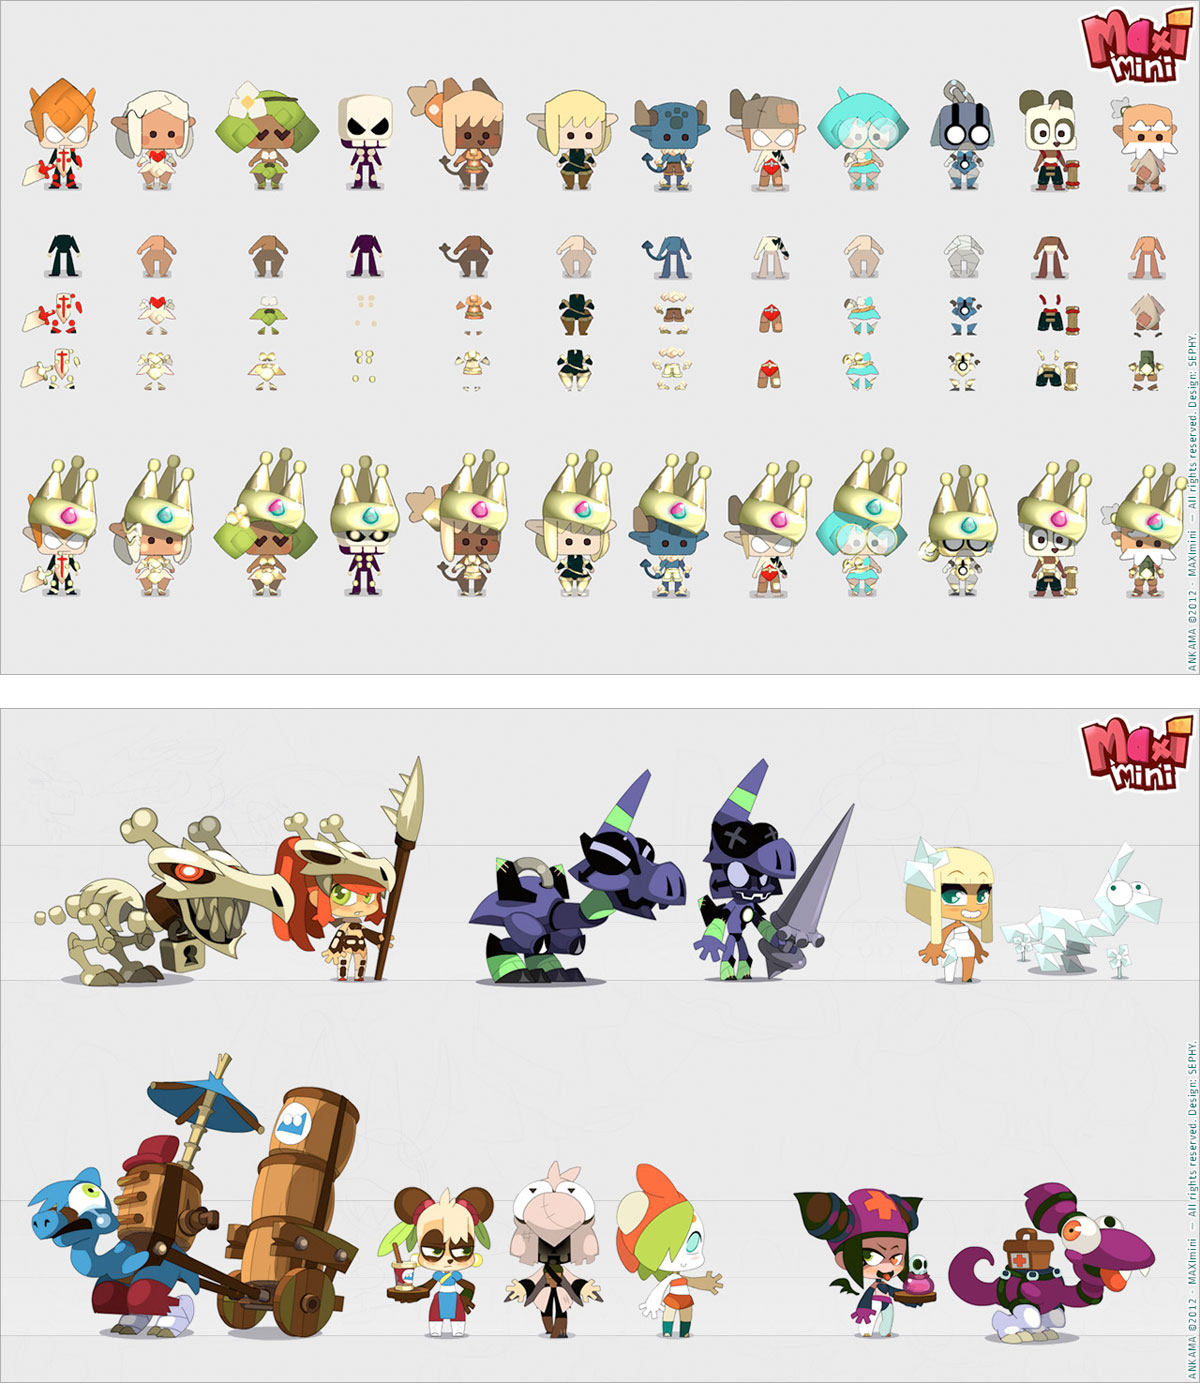 Maxi
mini
ANKAMA ©2012 - MAXImini – All rights reserved. Design: SEPHY.
Maxi
mini
ANKAMA ©2012 - MAXImini – All rights reserved. Design: SEPHY.